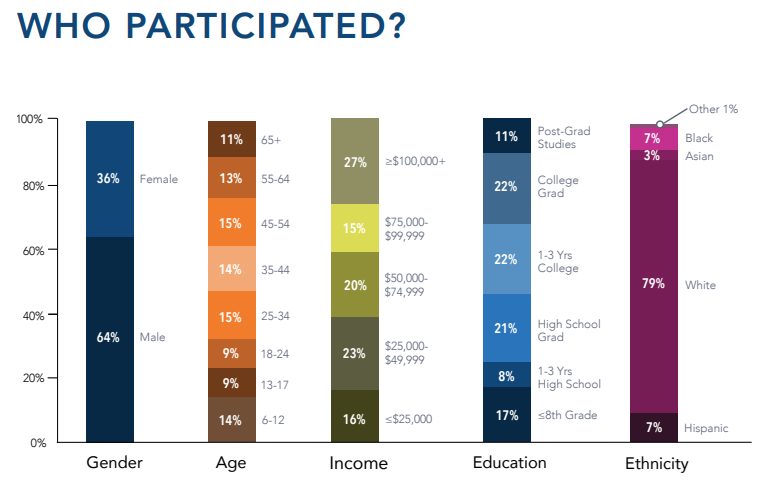 WHO PARTICIPATED?
Other 1%
100%
80%
60%
40%
20%
0%
36%
Female
64%
Male
Gender
11%
65+
13%
55-64
15%
45-54
14%
35-44
15%
25-34
9%
18-24
9%
13-17
14%
6-12
Age
27%
≥$100,000+
15%
$75,000-
$99,999
20%
$50,000-
$74,999
23%
$25,000-
$49,999
16%
≤$25,000
Income
11%
Post-Grad
Studies
22%
College
Grad
22%
1-3 Yrs
College
21%
High School
Grad
8%
1-3 Yrs
High School
17%
≤8th Grade
Education
7%
Black
3%
Asian
79%
White
7%
Hispanic
Ethnicity